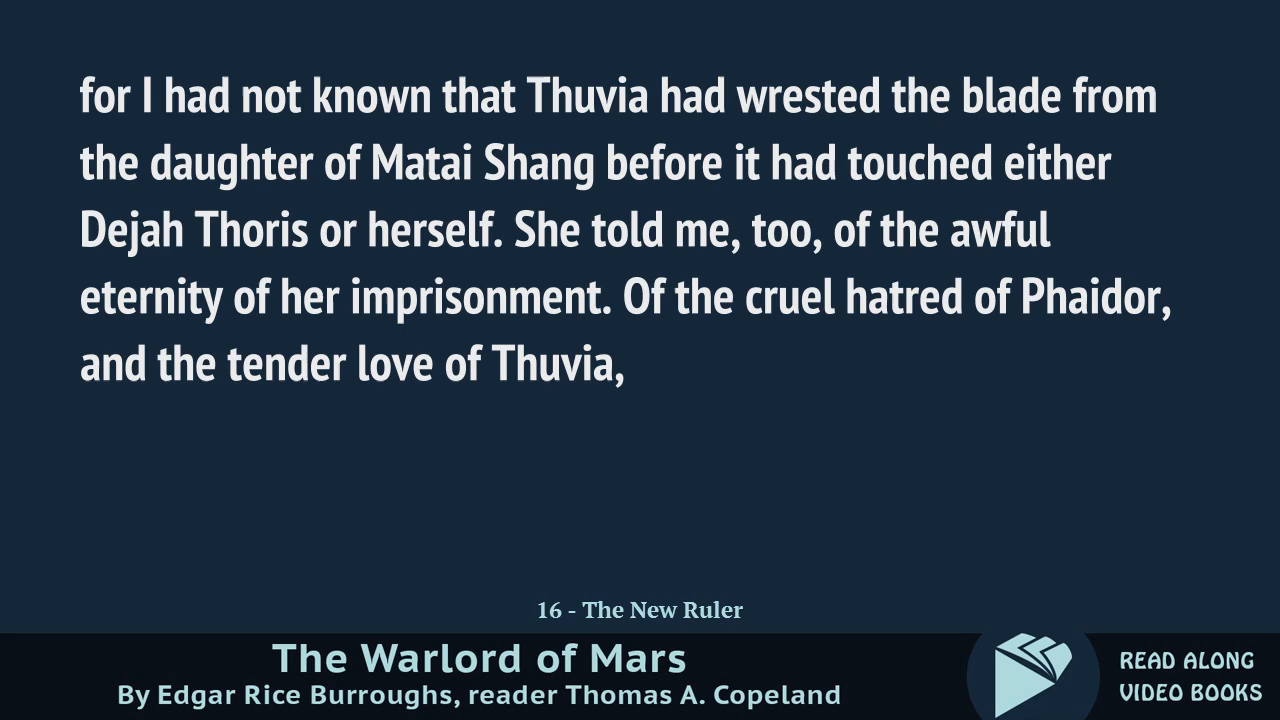 for I had not known that Thuvia had wrested the blade from
the daughter of Matai Shang before it had touched either
Dejah Thoris or herself. She told me, too, of the awful
eternity of her imprisonment. Of the cruel hatred of Phaidor,
and the tender love of Thuvia,
16 - The New Ruler
The Warlord of Mars
By Edgar Rice Burroughs, reader Thomas A. Copeland
READ ALONG
VIDEO BOOKS